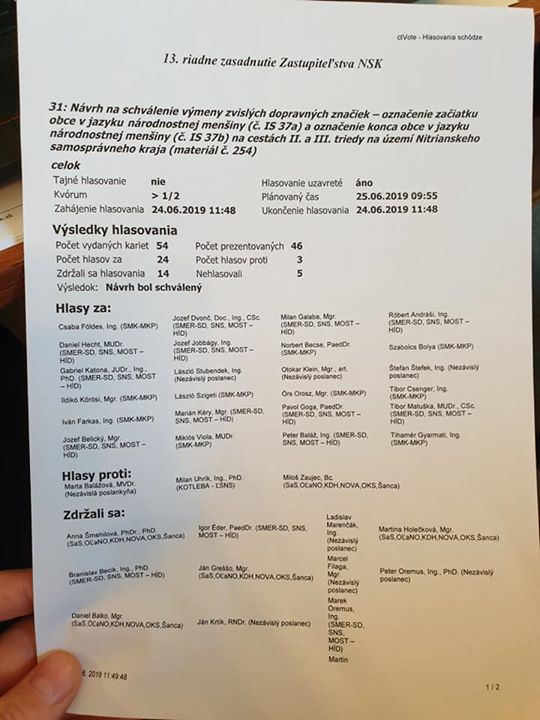 ctVote - Hlasovania schôdze
13. riadne zasadnutie Zastupiteľstva NSK
31: Návrh na schválenie výmeny zvislých dopravných značiek – označenie začiatku
obce v jazyku národnostnej menšiny (č. IS 37a) a označenie konca obce v jazyku
národnostnej menšiny (č. IS 37b) na cestách II. a III. triedy na území Nitrianskeho
samosprávneho kraja (materiál č. 254)
celok
Tajné hlasovanie nie Hlasovanie uzavreté áno
Kvórum > 1/2 Plánovaný čas 25.06.2019 09:55
Zahájenie hlasovania 24.06.2019 11:48 Ukončenie hlasovania 24.06.2019 11:48
Výsledky hlasovania
Počet vydaných kariet 54 Počet prezentovaných 46
Počet hlasov za 24 Počet hlasov proti 3
Zdržali sa hlasovania 14 Nehlasovali 5
Výsledok: Návrh bol schválený
Hlasy za:
Csaba Földes, Ing. (SMK-MKP)
Jozef Dvonč, Doc., Ing., CSc.
(SMER-SD, SNS, MOST –
HÍD)
Milan Galaba, Mgr.
(SMER-SD, SNS, MOST –
HÍD)
Róbert Andráši, Ing.
(SMER-SD, SNS, MOST –
HÍD)
Daniel Hecht, MUDr.
(SMER-SD, SNS, MOST –
HÍD)
Jozef Jobbágy, Ing.
(SMER-SD, SNS, MOST –
HÍD)
Norbert Becse, PaedDr.
(SMK-MKP)
Szabolcs Bolya (SMK-MKP)
Gabriel Katona, JUDr., Ing.,
PhD. (SMER-SD, SNS, MOST
– HÍD)
László Stubendek, Ing.
(Nezávislý poslanec)
Otokar Klein, Mgr., art.
(Nezávislý poslanec)
Štefan Štefek, Ing. (Nezávislý
poslanec)
Ildikó Körösi, Mgr. (SMK-MKP)
László Szigeti (SMK-MKP)
Örs Orosz, Mgr. (SMK-MKP)
Tibor Csenger, Ing.
(SMK-MKP)
Iván Farkas, Ing. (SMK-MKP)
Marián Kéry, Mgr. (SMER-SD,
SNS, MOST – HÍD)
Pavol Goga, PaedDr.
(SMER-SD, SNS, MOST –
HÍD)
Tibor Matuška, MUDr., CSc.
(SMER-SD, SNS, MOST –
HÍD)
Jozef Belický, Mgr.
(SMER-SD, SNS, MOST –
HÍD)
Miklós Viola, MUDr.
(SMK-MKP)
Peter Baláž, Ing. (SMER-SD,
SNS, MOST – HÍD)
Tihamér Gyarmati, Ing.
(SMK-MKP)
Hlasy proti:
Marta Balážová, MVDr.
(Nezávislá poslankyňa)
Milan Uhrík, Ing., PhD.
(KOTLEBA - ĽSNS)
Miloš Zaujec, Bc.
(SaS,OĽaNO,KDH,NOVA,OKS,Šanca)
Zdržali sa:
Anna Šmehilová, PhDr., PhD.
(SaS,OĽaNO,KDH,NOVA,OKS,Šanca)
Igor Éder, PaedDr. (SMER-SD, SNS,
MOST – HÍD)
Ladislav
Marenčák,
Ing.
(Nezávislý
poslanec)
Martina Holečková, Mgr.
(SaS,OĽaNO,KDH,NOVA,OKS,Šanca)
Branislav Becík, Ing., PhD.
(SMER-SD, SNS, MOST – HÍD)
Ján Greššo, Mgr.
(SaS,OĽaNO,KDH,NOVA,OKS,Šanca)
Marcel
Filaga,
Mgr.
(Nezávislý
poslanec)
Peter Oremus, Ing., PhD. (Nezávislý
poslanec)
Daniel Balko, Mgr.
(SaS,OĽaNO,KDH,NOVA,OKS,Šanca)
Ján Krtík, RNDr. (Nezávislý poslanec)
Marek
Oremus,
Ing.
(SMER-SD,
SNS,
MOST
– HÍD)
Martin
6. 2019 11:49:48
1 / 2